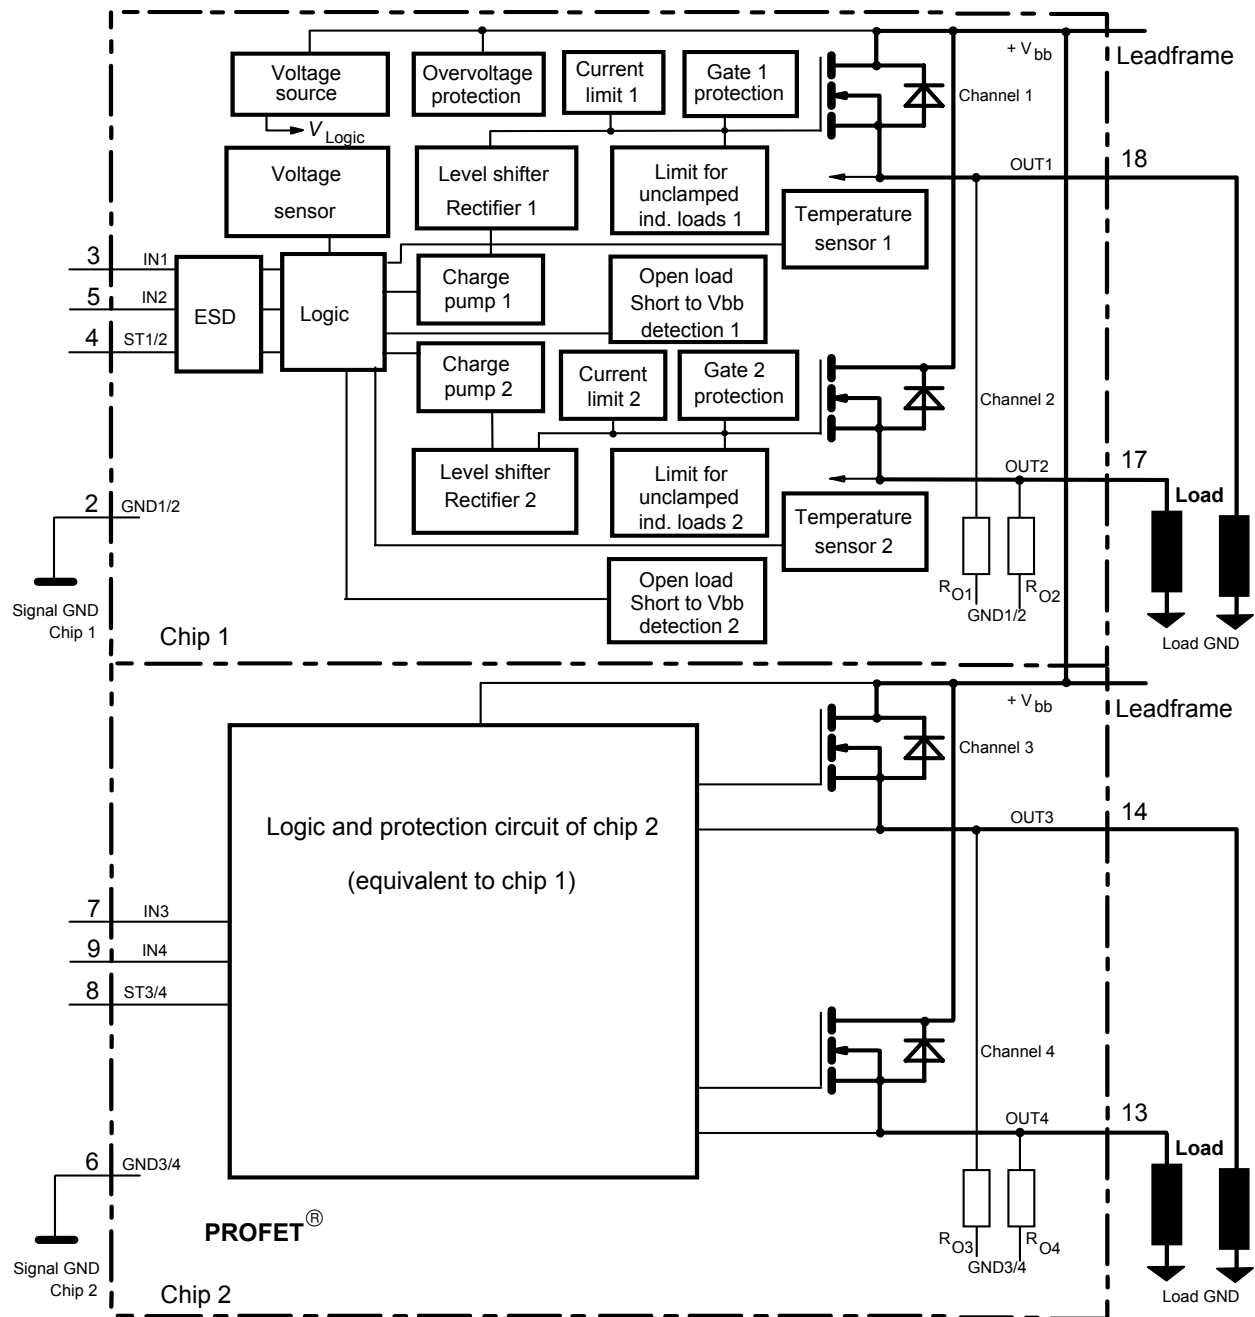 + V bb
Leadframe
Voltage
source
Overvoltage
protection
Current
limit 1
Gate 1
protection
Channel 1
V Logic
Voltage
sensor
Level shifter
Rectifier 1
Limit for
unclamped
ind. loads 1
OUT1
18
Temperature
sensor 1
3
IN1
5
IN2
4
ST1/2
ESD
Logic
Charge
pump 1
Open load
Short to Vbb
detection 1
Charge
pump 2
Current
limit 2
Gate 2
protection
Channel 2
Level shifter
Rectifier 2
Limit for
unclamped
ind. loads 2
OUT2
17
Load
2
GND1/2
Temperature
sensor 2
Open load
Short to Vbb
detection 2
RO1
RO2
GND1/2
Signal GND
Chip 1
Chip 1
Load GND
+ V bb
Leadframe
Channel 3
Logic and protection circuit of chip 2
(equivalent to chip 1)
OUT3
14
7
IN3
9
IN4
8
ST3/4
Channel 4
OUT4
13
Load
6
GND3/4
RO3
RO4
GND3/4
PROFET®
Signal GND
Chip 2
Chip 2
Load GND